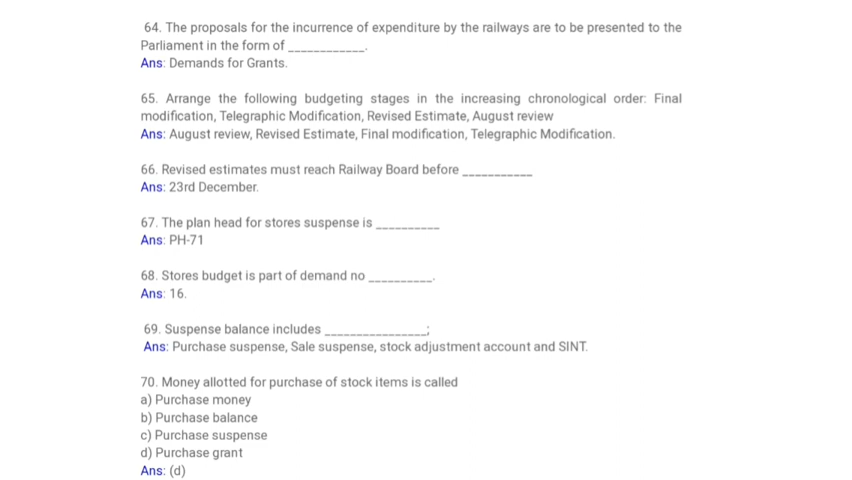 64. The proposals for the incurrence of expenditure by the railways are to be presented to the
Parliament in the form of ____________.
Ans: Demands for Grants.
65. Arrange the following budgeting stages in the increasing chronological order: Final
modification, Telegraphic Modification, Revised Estimate, August review
Ans: August review, Revised Estimate, Final modification, Telegraphic Modification.
66. Revised estimates must reach Railway Board before ___________
Ans: 23rd December.
67. The plan head for stores suspense is __________
Ans: PH-71
68. Stores budget is part of demand no __________.
Ans: 16.
69. Suspense balance includes ________________;
Ans: Purchase suspense, Sale suspense, stock adjustment account and SINT.
70. Money allotted for purchase of stock items is called
a) Purchase money
b) Purchase balance
c) Purchase suspense
d) Purchase grant
Ans: (d)